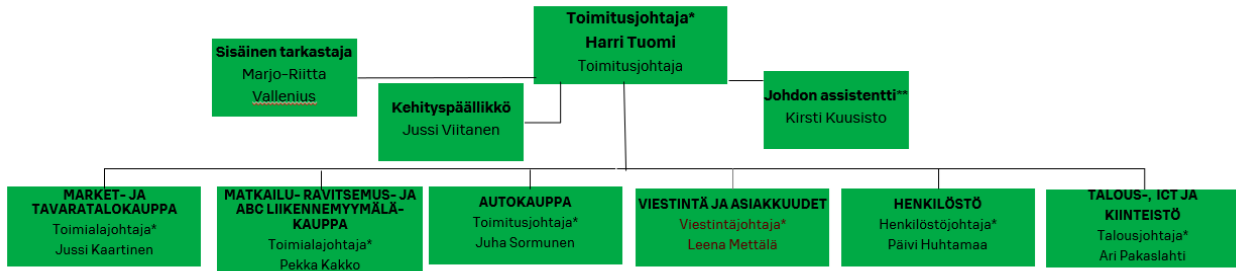 Toimitusjohtaja*
Harri Tuomi
Toimitusjohtaja
Sisäinen tarkastaja
Marjo-Riitta
Vallenius
Kehityspäällikkö
Jussi Viitanen
Johdon assistentti**
Kirsti Kuusisto
MARKET- JA
TAVARATALOKAUPPA
Toimialajohtaja*
Jussi Kaartinen
MATKAILU- RAVITSEMUS- JA
ABC LIIKENNEMYYMÄLÄ-
KAUPPA
Toimialajohtaja*
Pekka Kakko
AUTOKAUPPA
Toimitusjohtaja*
Juha Sormunen
VIESTINTÄ JA ASIAKKUUDET
Viestintäjohtaja*
Leena Mettälä
HENKILÖSTÖ
Henkilöstöjohtaja*
Päivi Huhtamaa
TALOUS-, ICT JA
KIINTEISTÖ
Talousjohtaja*
Ari Pakaslahti